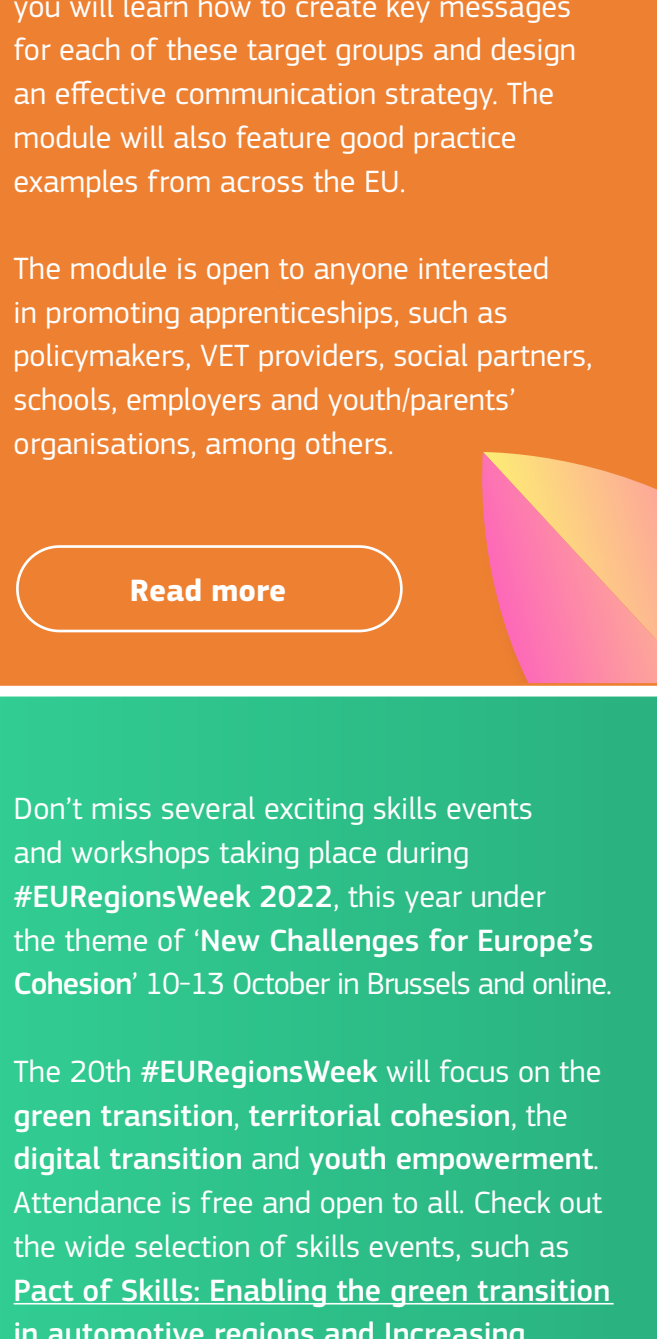 you will learn how to create key messages
for each of these target groups and design
an effective communication strategy. The
module will also feature good practice
examples from across the EU.
The module is open to anyone interested
in promoting apprenticeships, such as
policymakers, VET providers, social partners,
schools, employers and youth/parents’
organisations, among others.
Read more
Don’t miss several exciting skills events
and workshops taking place during
#EURegionsWeek 2022, this year under
the theme of ‘New Challenges for Europe’s
Cohesion’ 10-13 October in Brussels and online.
The 20th #EURegionsWeek will focus on the
green transition, territorial cohesion, the
digital transition and youth empowerment.
Attendance is free and open to all. Check out
the wide selection of skills events, such as
Pact of Skills: Enabling the green transition
in automotive regions and Increasing